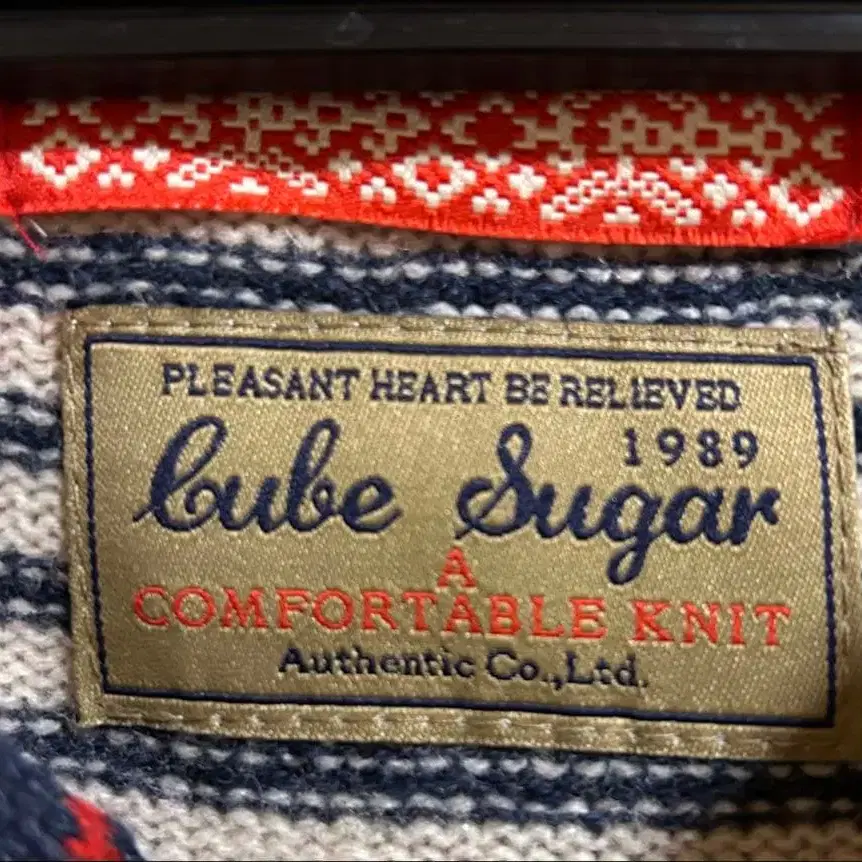 PLEASANT HEART BE RELIEVED
1989
Cube Sugar
A
COMFORTABLE KNIT
Authentic Co.,Ltd.